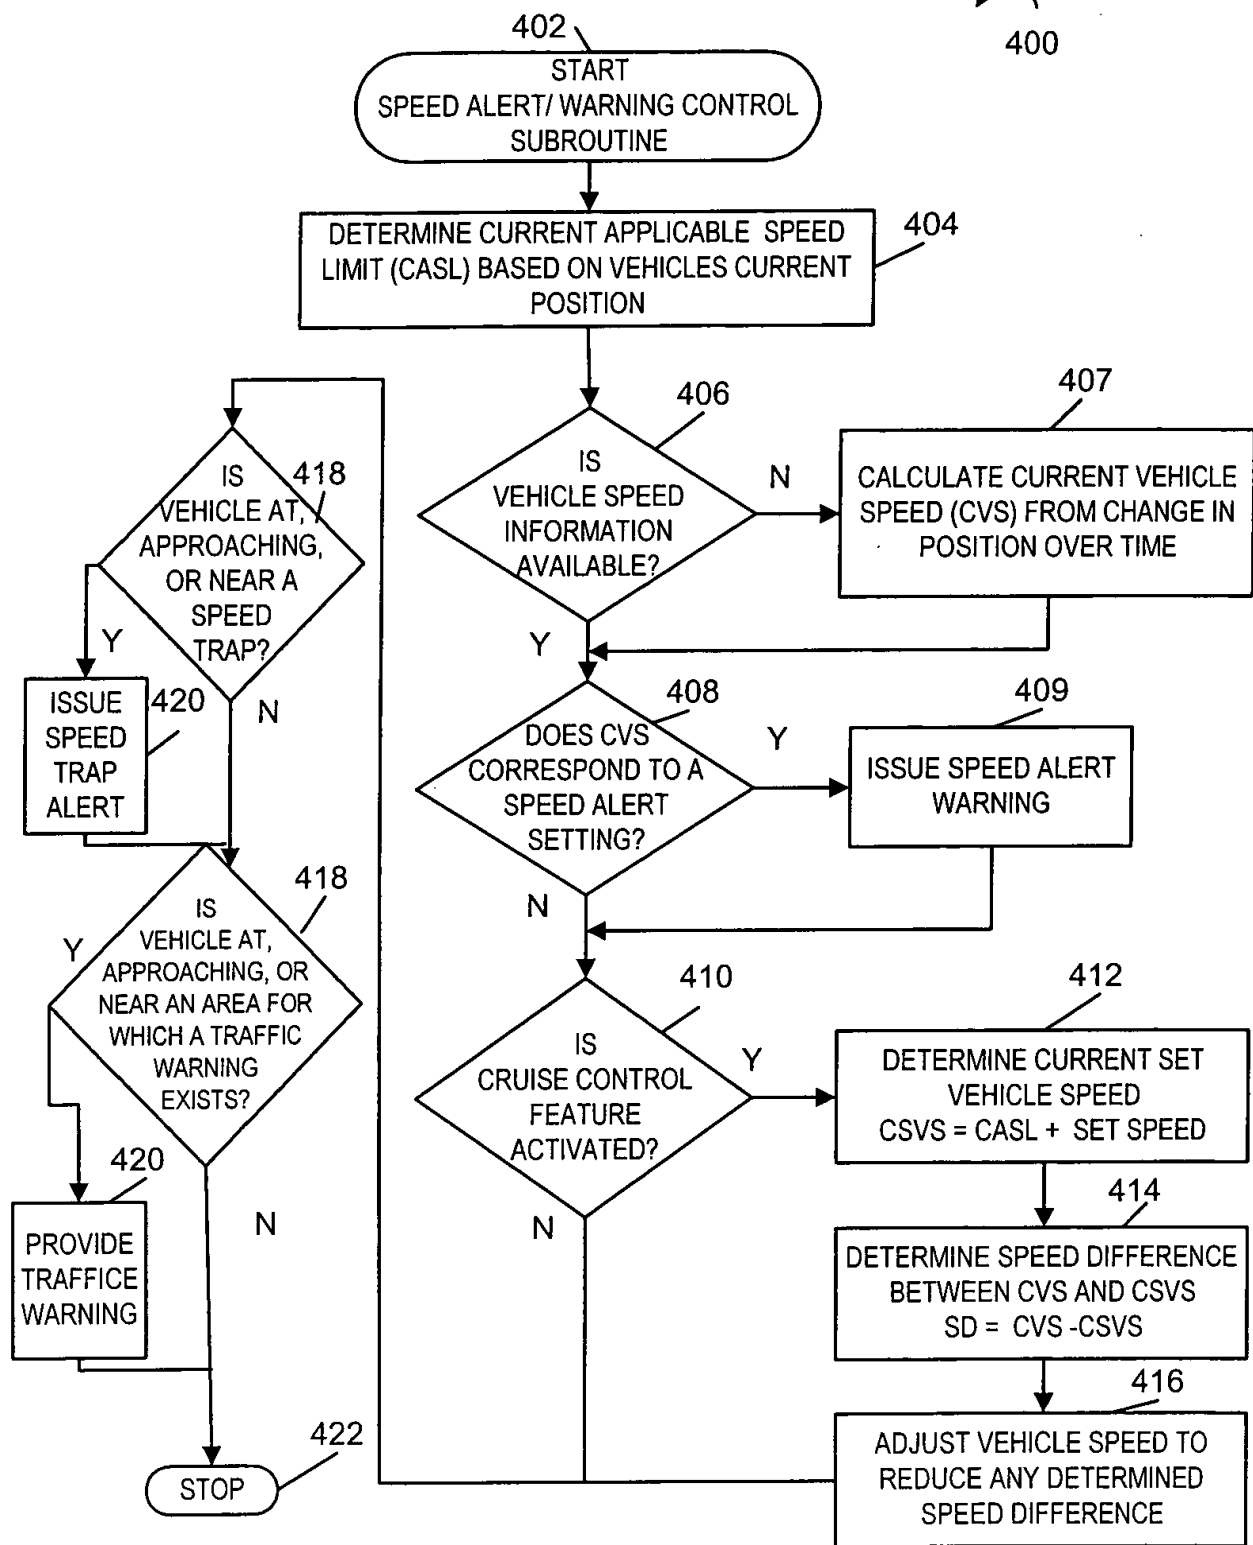 400
402
START
SPEED ALERT/ WARNING CONTROL
SUBROUTINE
404
DETERMINE CURRENT APPLICABLE SPEED
LIMIT (CASL) BASED ON VEHICLES CURRENT
POSITION
406
IS
VEHICLE SPEED
INFORMATION
AVAILABLE?
N
Y
407
CALCULATE CURRENT VEHICLE
SPEED (CVS) FROM CHANGE IN
POSITION OVER TIME
408
DOES CVS
CORRESPOND TO A
SPEED ALERT
SETTING?
Y
N
409
ISSUE SPEED ALERT
WARNING
410
IS
CRUISE CONTROL
FEATURE
ACTIVATED?
Y
N
412
DETERMINE CURRENT SET
VEHICLE SPEED
CSVS = CASL + SET SPEED
414
DETERMINE SPEED DIFFERENCE
BETWEEN CVS AND CSVS
SD = CVS -CSVS
416
ADJUST VEHICLE SPEED TO
REDUCE ANY DETERMINED
SPEED DIFFERENCE
418
IS
VEHICLE AT,
APPROACHING,
OR NEAR A
SPEED
TRAP?
Y
N
420
ISSUE
SPEED
TRAP
ALERT
418
IS
VEHICLE AT,
APPROACHING, OR
NEAR AN AREA FOR
WHICH A TRAFFIC
WARNING
EXISTS?
Y
N
420
PROVIDE
TRAFFICE
WARNING
422
STOP